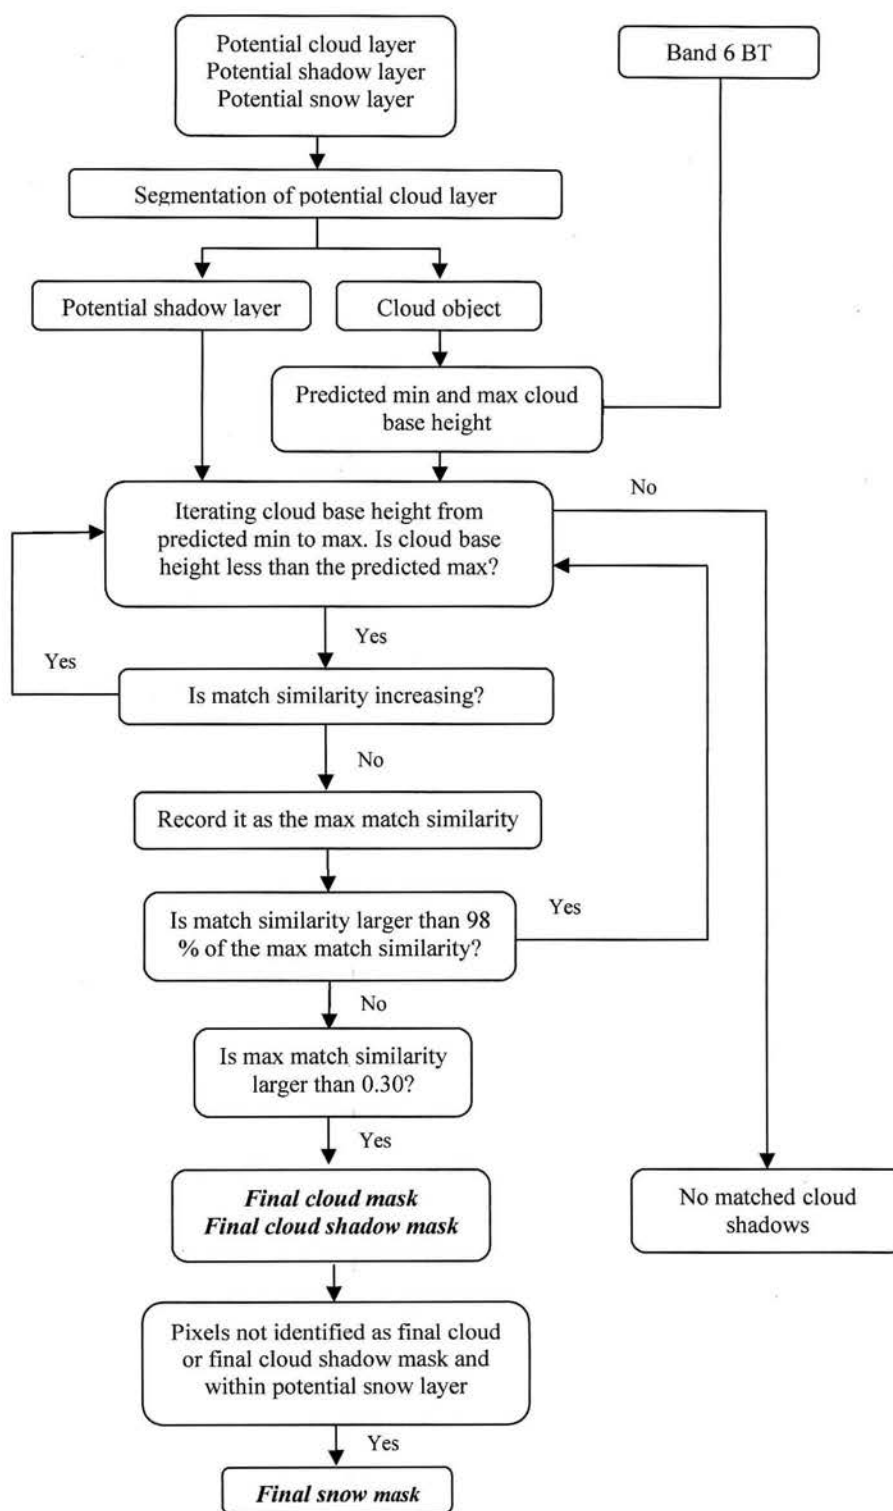 Potential cloud layer
Potential shadow layer
Potential snow layer
Band 6 BT
Segmentation of potential cloud layer
Potential shadow layer
Cloud object
Predicted min and max cloud
base height
No
Iterating cloud base height from
predicted min to max. Is cloud base
height less than the predicted max?
Yes
Yes
Is match similarity increasing?
No
Record it as the max match similarity
Is match similarity larger than 98
% of the max match similarity?
Yes
No
Is max match similarity
larger than 0.30?
Yes
Final cloud mask
Final cloud shadow mask
No matched cloud
shadows
Pixels not identified as final cloud
or final cloud shadow mask and
within potential snow layer
Yes
Final snow mask